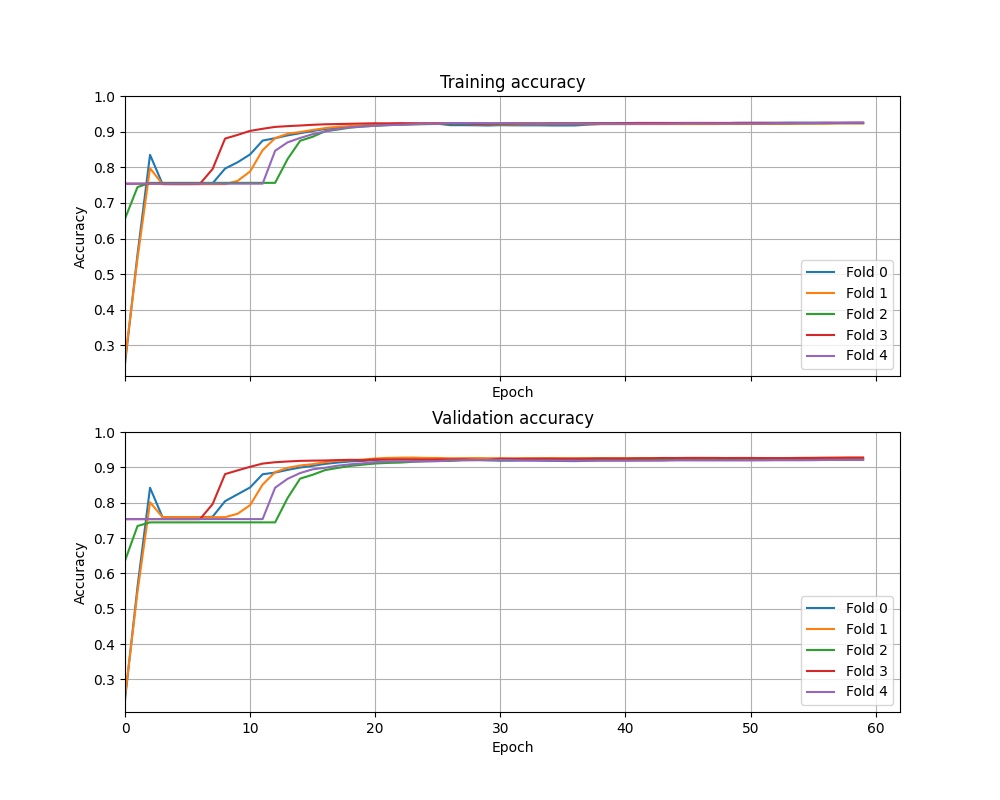 Training accuracy
1.0
0.9
0.8
0.7
0.6
0.5
0.4
0.3
Accuracy
Fold 0
Fold 1
Fold 2
Fold 3
Fold 4
Epoch
Validation accuracy
1.0
0.9
0.8
0.7
0.6
0.5
0.4
0.3
Accuracy
Fold 0
Fold 1
Fold 2
Fold 3
Fold 4
0 10 20 30 40 50 60
Epoch